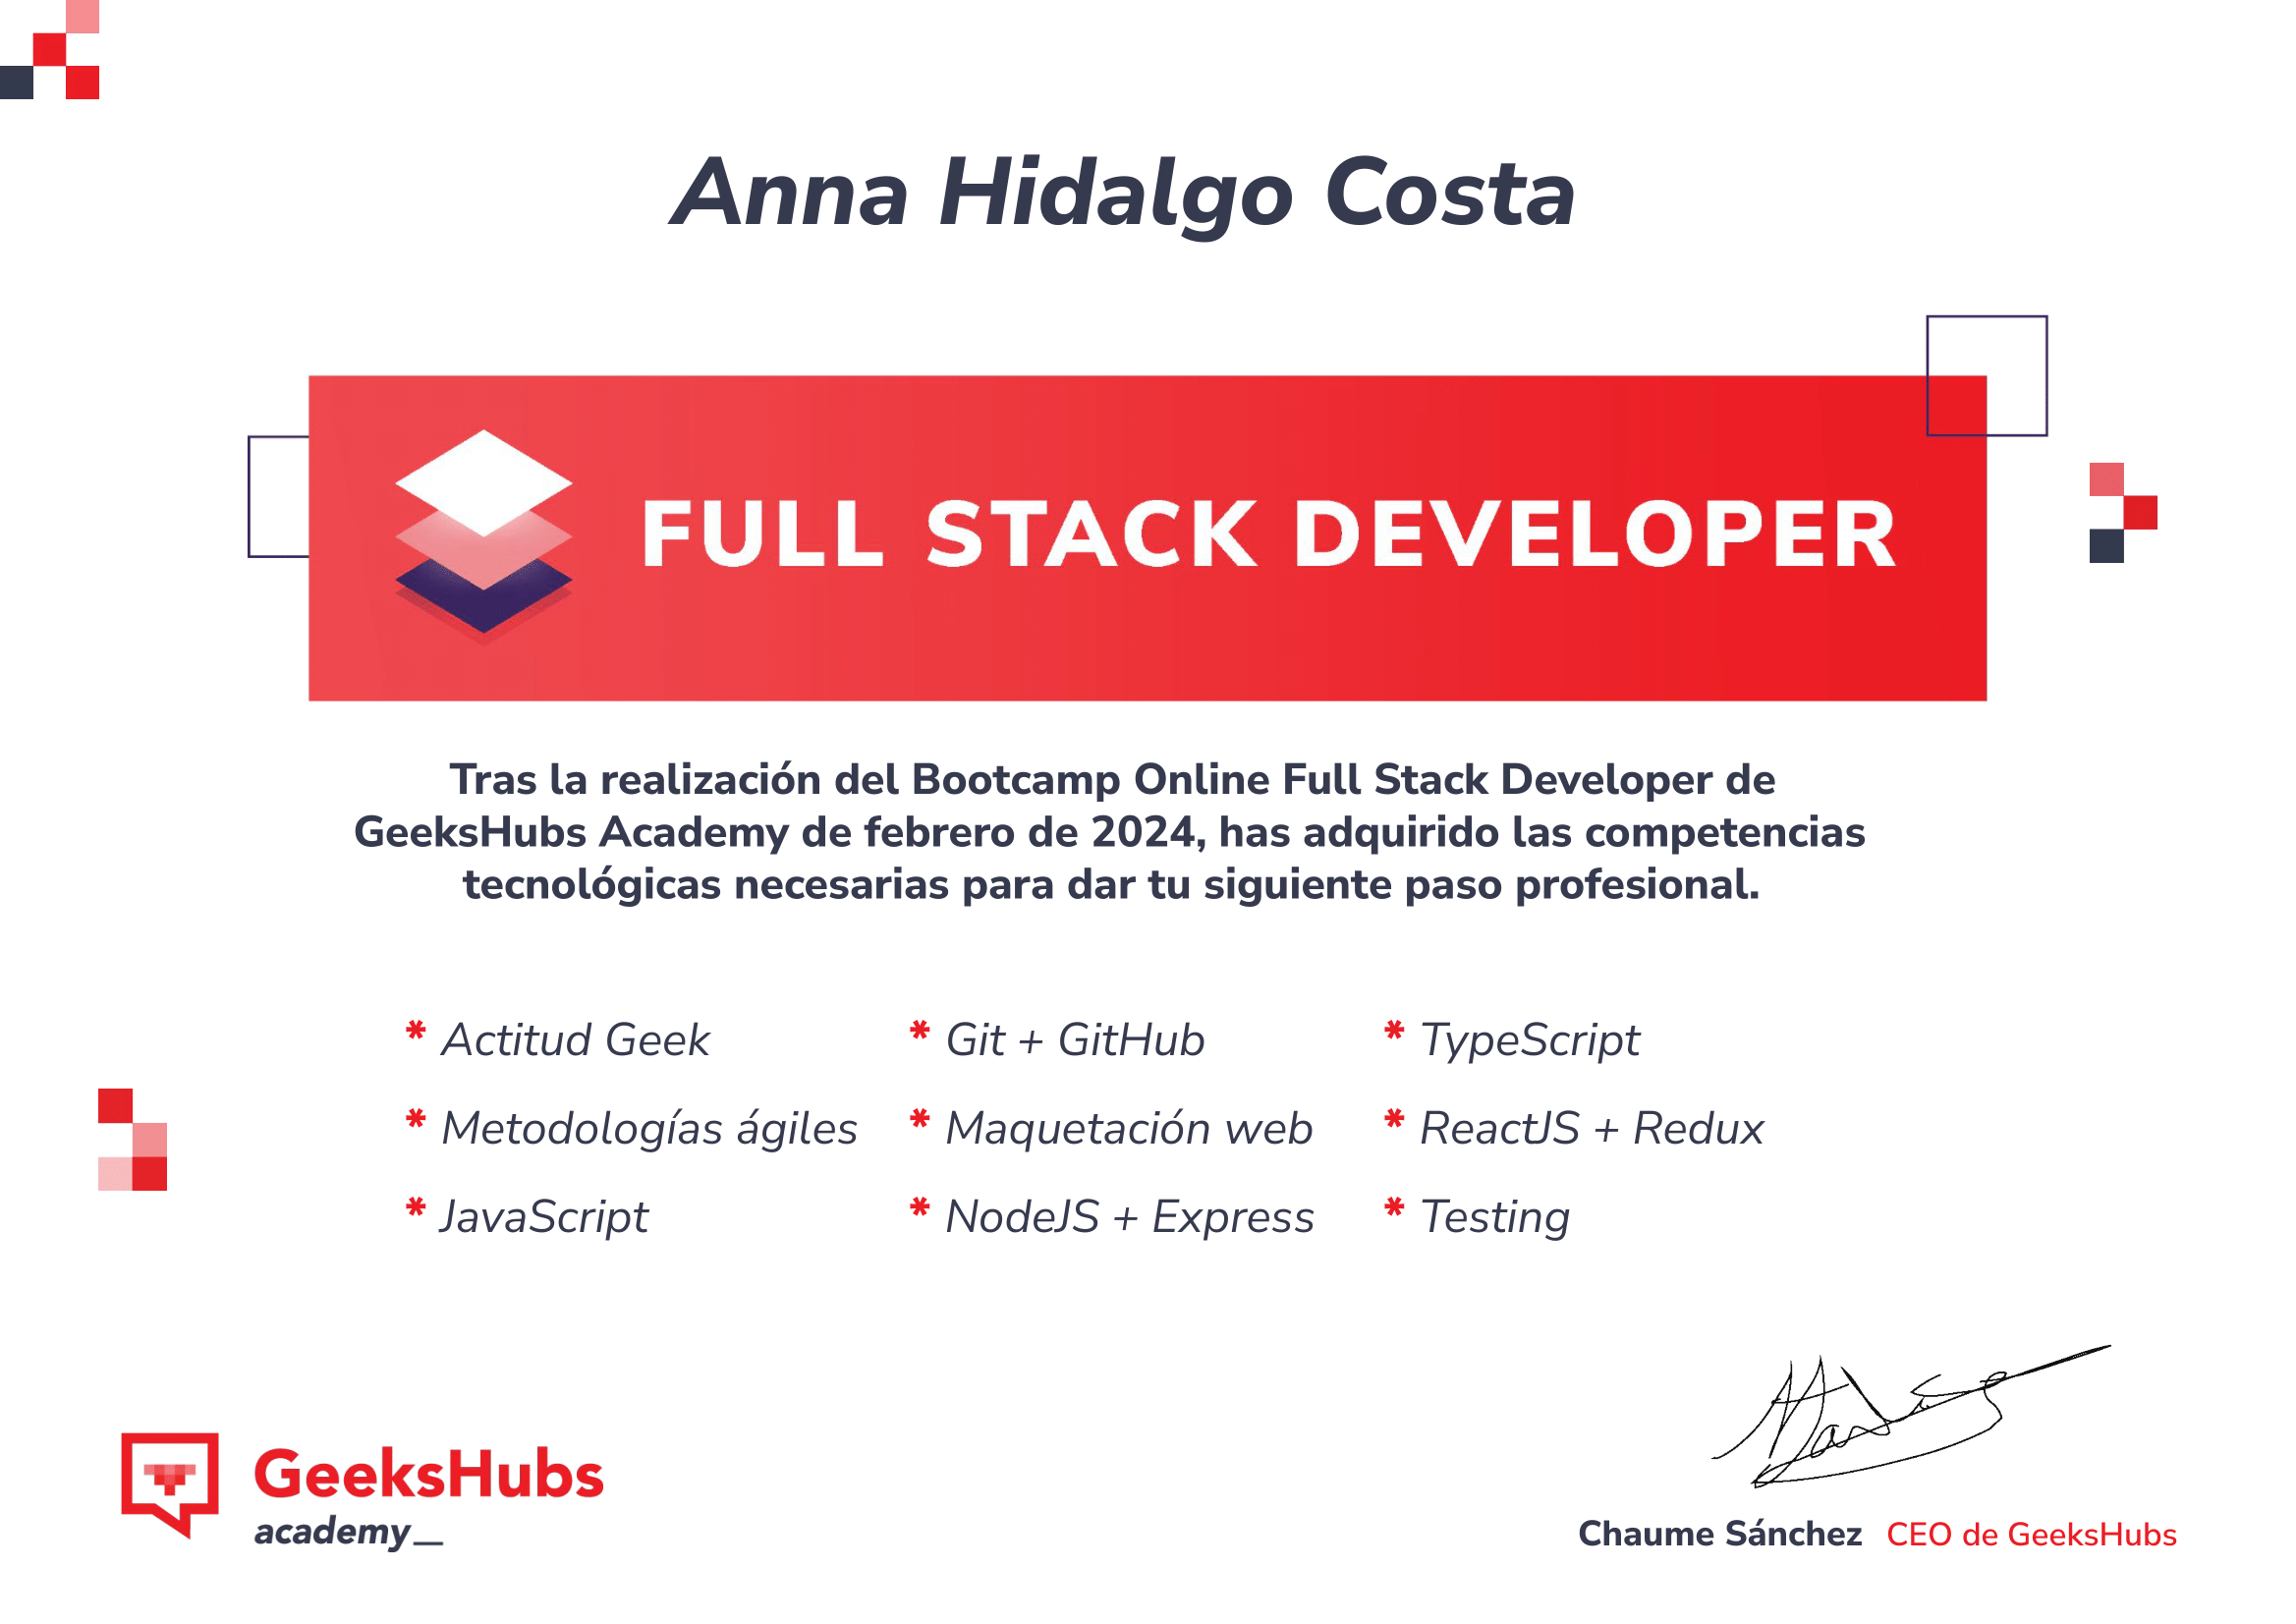 Anna Hidalgo Costa
FULL STACK DEVELOPER
Tras la realización del Bootcamp Online Full Stack Developer de
GeeksHubs Academy de febrero de 2024, has adquirido las competencias
tecnológicas necesarias para dar tu siguiente paso profesional.
* Actitud Geek
* Metodologías ágiles
* JavaScript
* Git + GitHub
* Maquetación web
* NodeJS + Express
* TypeScript
* ReactJS + Redux
* Testing
GeeksHubs
academy_
Chaume Sánchez CEO de GeeksHubs